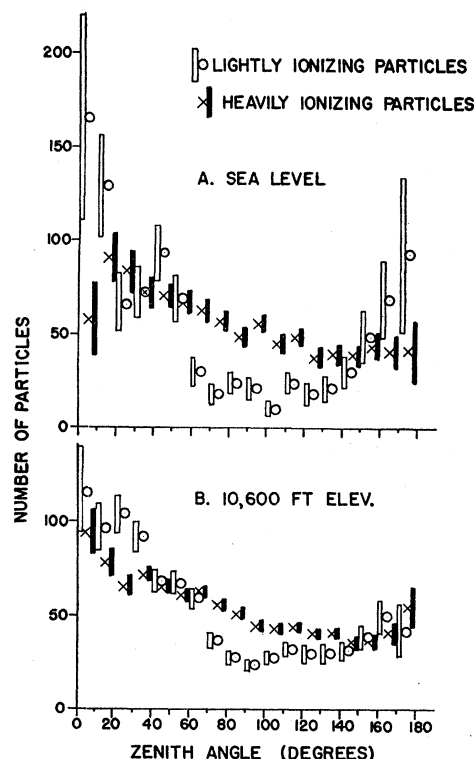 200
LIGHTLY IONIZING PARTICLES
HEAVILY IONIZING PARTICLES
150
A. SEA LEVEL
100
50
0
NUMBER OF PARTICLES
B. 10,600 FT ELEV.
100
50
0
0 20 40 60 80 100 120 140 160 180
ZENITH ANGLE (DEGREES)